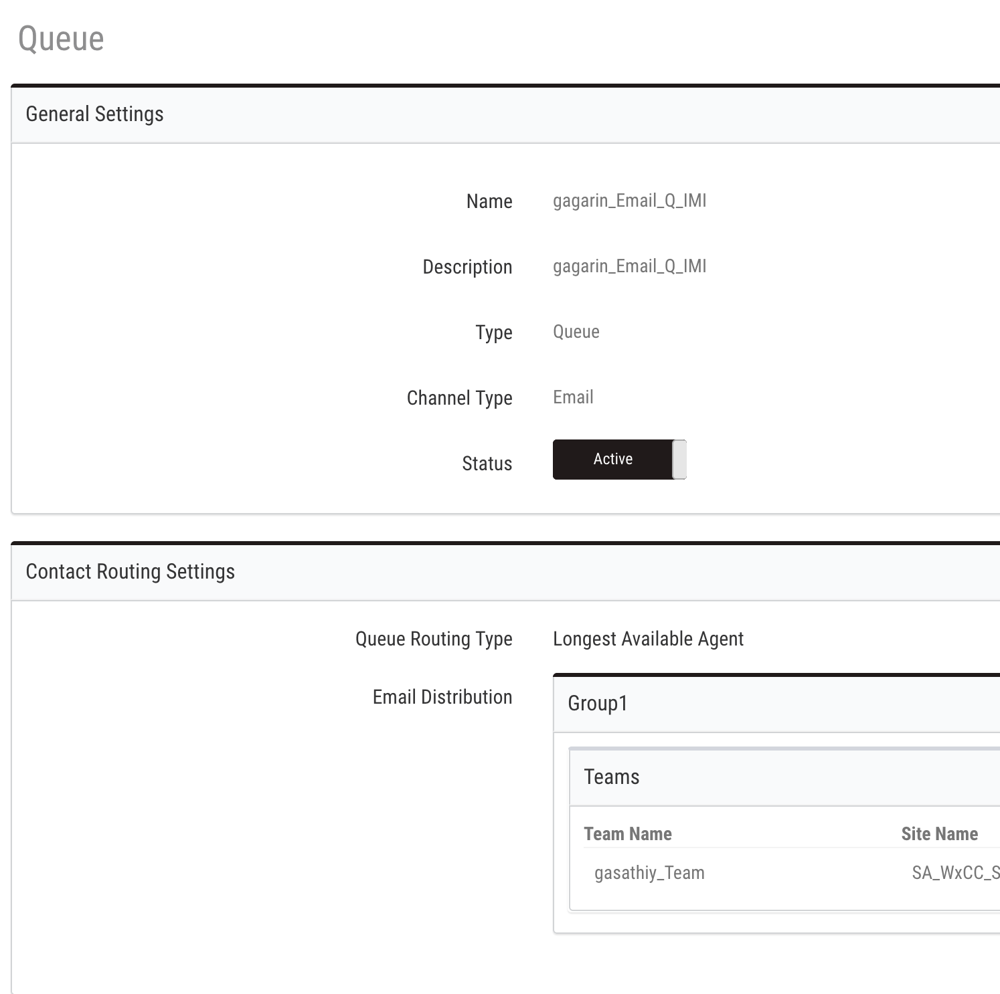 Queue
General Settings
Name gagarin_Email_Q_IMI
Description gagarin_Email_Q_IMI
Type Queue
Channel Type Email
Status Active
Contact Routing Settings
Queue Routing Type Longest Available Agent
Email Distribution Group1
Teams
Team Name Site Name
gasathiy_Team SA_WxCC_S